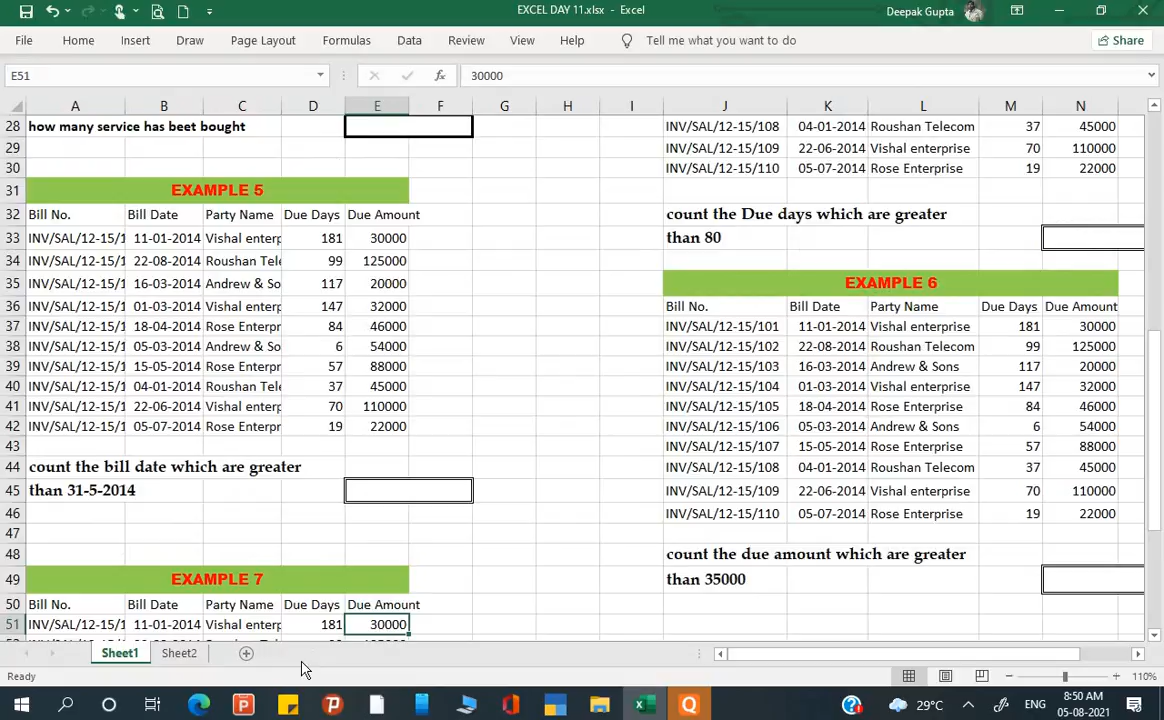 EXCEL DAY 11.xlsx - Excel
Deepak Gupta
File Home Insert Draw Page Layout Formulas Data Review View Help Tell me what you want to do Share
E51 fx 30000
A B C D E F G H I J K L M N
28 how many service has beet bought INV/SAL/12-15/108 04-01-2014 Roushan Telecom 37 45000
29 INV/SAL/12-15/109 22-06-2014 Vishal enterprise 70 110000
30 INV/SAL/12-15/110 05-07-2014 Rose Enterprise 19 22000
31 EXAMPLE 5
32 Bill No. Bill Date Party Name Due Days Due Amount count the Due days which are greater
33 INV/SAL/12-15/1 11-01-2014 Vishal enterp 181 30000 than 80
34 INV/SAL/12-15/1 22-08-2014 Roushan Tele 99 125000
35 INV/SAL/12-15/1 16-03-2014 Andrew & So 117 20000 EXAMPLE 6
36 INV/SAL/12-15/1 01-03-2014 Vishal enterp 147 32000 Bill No. Bill Date Party Name Due Days Due Amount
37 INV/SAL/12-15/1 18-04-2014 Rose Enterpr 84 46000 INV/SAL/12-15/101 11-01-2014 Vishal enterprise 181 30000
38 INV/SAL/12-15/1 05-03-2014 Andrew & So 6 54000 INV/SAL/12-15/102 22-08-2014 Roushan Telecom 99 125000
39 INV/SAL/12-15/1 15-05-2014 Rose Enterpr 57 88000 INV/SAL/12-15/103 16-03-2014 Andrew & Sons 117 20000
40 INV/SAL/12-15/1 04-01-2014 Roushan Tele 37 45000 INV/SAL/12-15/104 01-03-2014 Vishal enterprise 147 32000
41 INV/SAL/12-15/1 22-06-2014 Vishal enterp 70 110000 INV/SAL/12-15/105 18-04-2014 Rose Enterprise 84 46000
42 INV/SAL/12-15/1 05-07-2014 Rose Enterpr 19 22000 INV/SAL/12-15/106 05-03-2014 Andrew & Sons 6 54000
43 INV/SAL/12-15/107 15-05-2014 Rose Enterprise 57 88000
44 count the bill date which are greater INV/SAL/12-15/108 04-01-2014 Roushan Telecom 37 45000
45 than 31-5-2014 INV/SAL/12-15/109 22-06-2014 Vishal enterprise 70 110000
46 INV/SAL/12-15/110 05-07-2014 Rose Enterprise 19 22000
47
48 count the due amount which are greater
49 EXAMPLE 7 than 35000
50 Bill No. Bill Date Party Name Due Days Due Amount
51 INV/SAL/12-15/1 11-01-2014 Vishal enterp 181 30000
Sheet1 Sheet2
Ready 110%
29°C 8:50 AM
05-08-2021